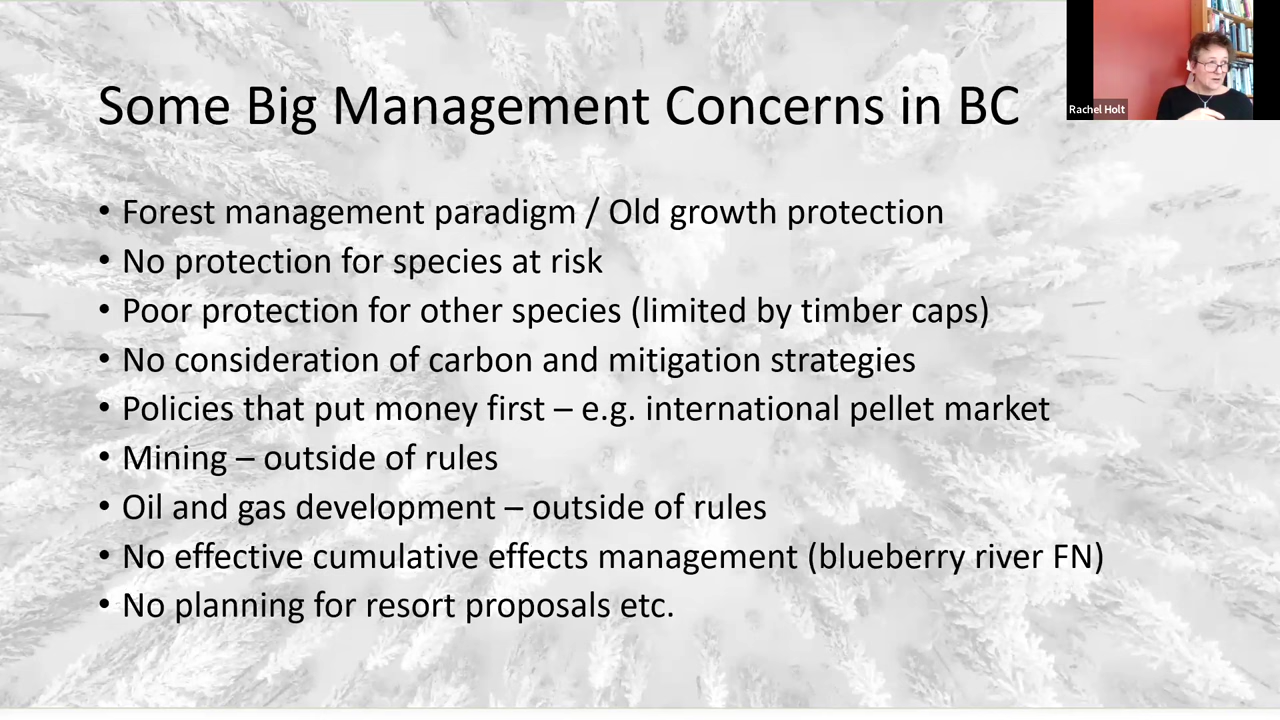 Some Big Management Concerns in BC
Rachel Holt
• Forest management paradigm / Old growth protection
• No protection for species at risk
• Poor protection for other species (limited by timber caps)
• No consideration of carbon and mitigation strategies
• Policies that put money first – e.g. international pellet market
• Mining – outside of rules
• Oil and gas development – outside of rules
• No effective cumulative effects management (blueberry river FN)
• No planning for resort proposals etc.